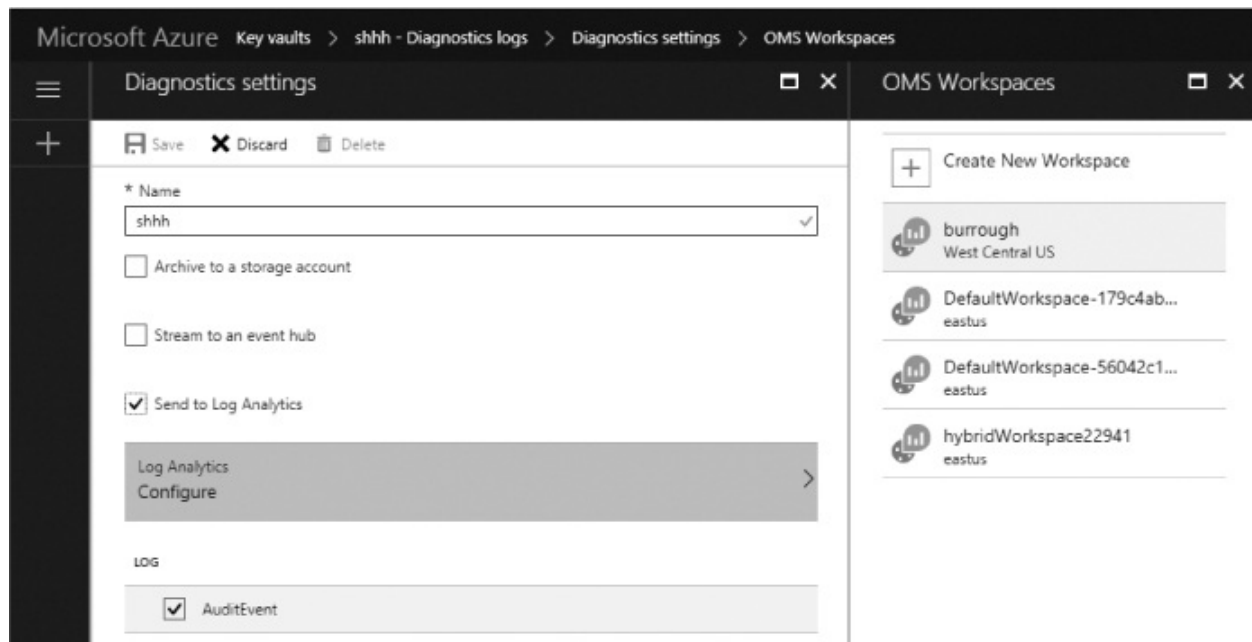 Microsoft Azure Key vaults > shhh - Diagnostics logs > Diagnostics settings > OMS Workspaces
Diagnostics settings
Save Discard Delete
* Name
shhh
Archive to a storage account
Stream to an event hub
Send to Log Analytics
Log Analytics
Configure
LOG
AuditEvent
OMS Workspaces
Create New Workspace
burrough
West Central US
DefaultWorkspace-179c4ab...
eastus
DefaultWorkspace-56042c1...
eastus
hybridWorkspace22941
eastus